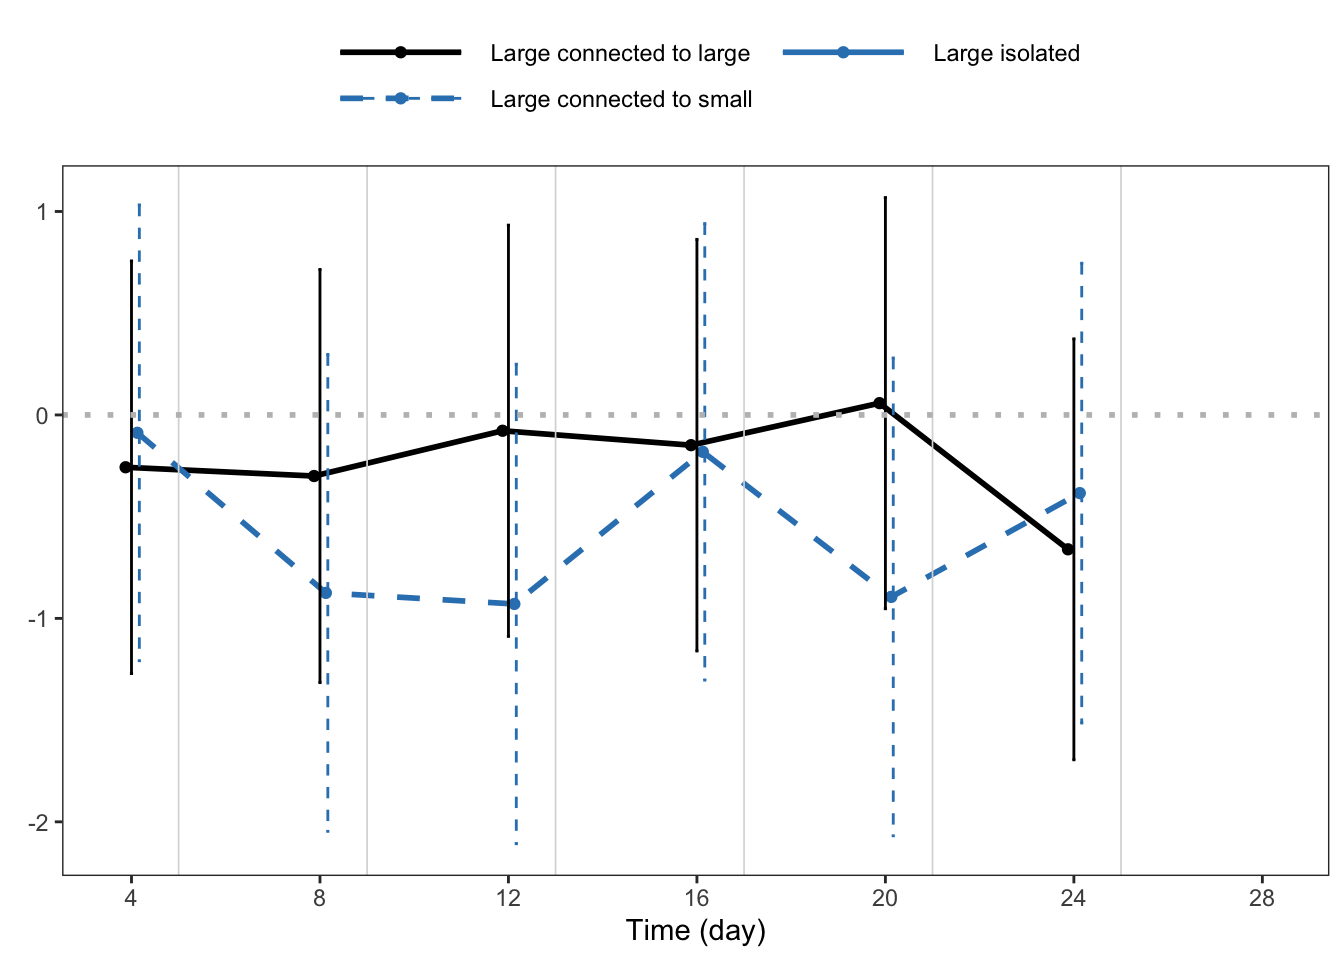 Large connected to large
Large isolated
Large connected to small
1
0
-1
-2
4 8 12 16 20 24 28
Time (day)